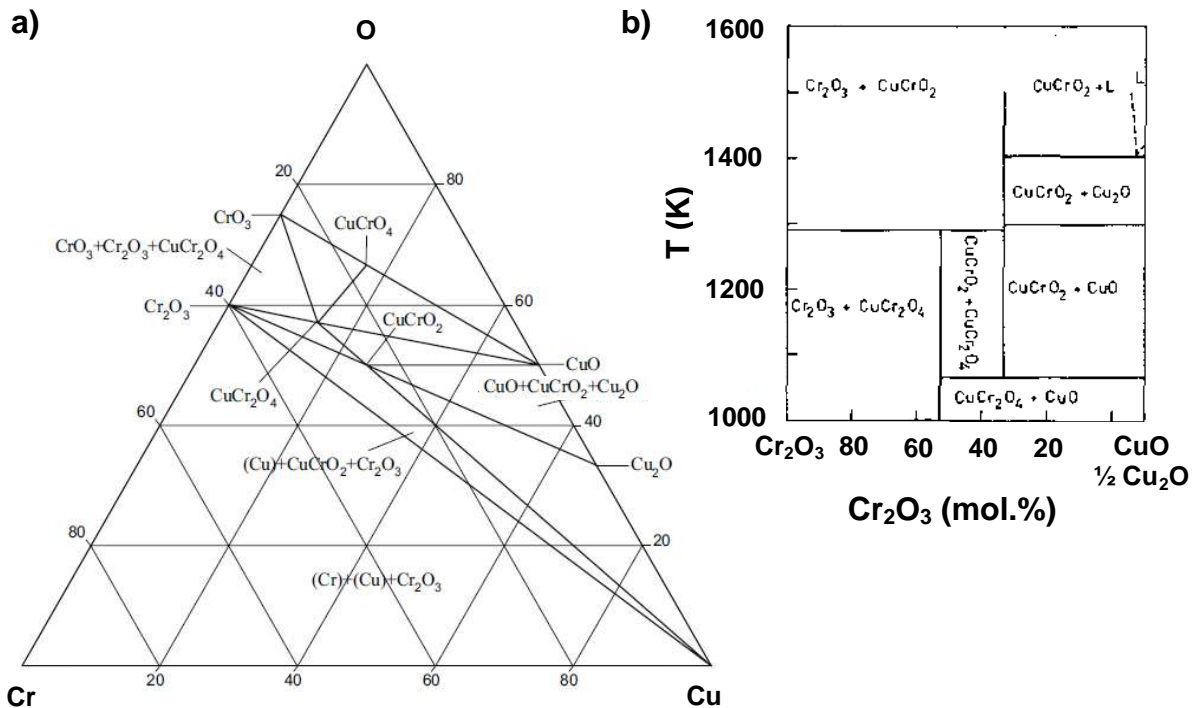 a)
O
20
80
CrO₃
CuCrO₄
CrO₃+Cr₂O₃+CuCr₂O₄
Cr₂O₃
40
60
CuCrO₂
CuO
CuO+CuCrO₂+Cu₂O
CuCr₂O₄
60
40
(Cu)+CuCrO₂+Cr₂O₃
Cu₂O
80
20
(Cr)+(Cu)+Cr₂O₃
20
40
60
80
Cr
Cu
b)
1600
1400
1200
1000
T (K)
Cr₂O₃ + CuCrO₂
CuCrO₂ + L
L
CuCrO₂ + Cu₂O
Cr₂O₃ + CuCr₂O₄
CuCrO₂ + CuCr₂O₄
CuCrO₂ + CuO
CuCr₂O₄ + CuO
Cr₂O₃
80
60
40
20
CuO
½ Cu₂O
Cr₂O₃ (mol.%)